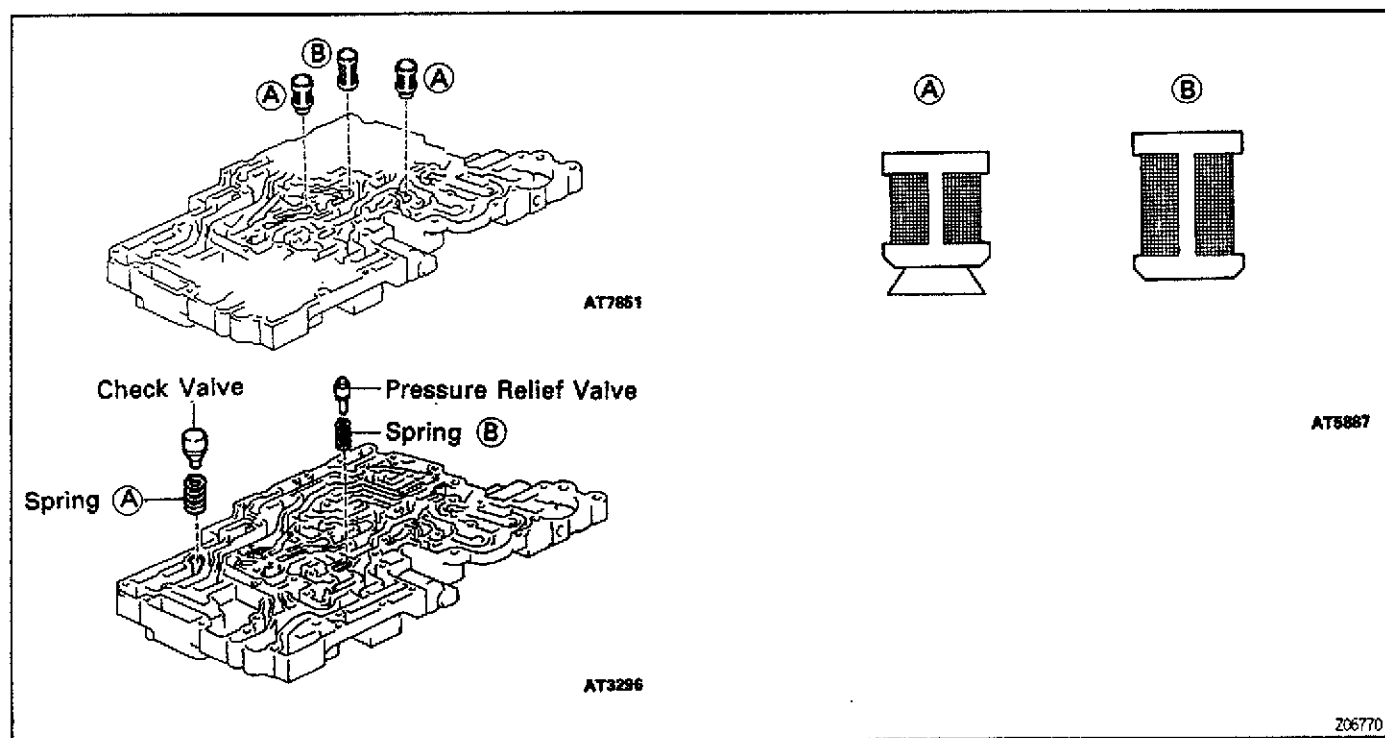 Ⓑ
Ⓐ Ⓐ
Ⓐ Ⓑ
AT7851
Check Valve
Pressure Relief Valve
Spring Ⓑ
AT5887
Spring Ⓐ
AT3296
Z06770